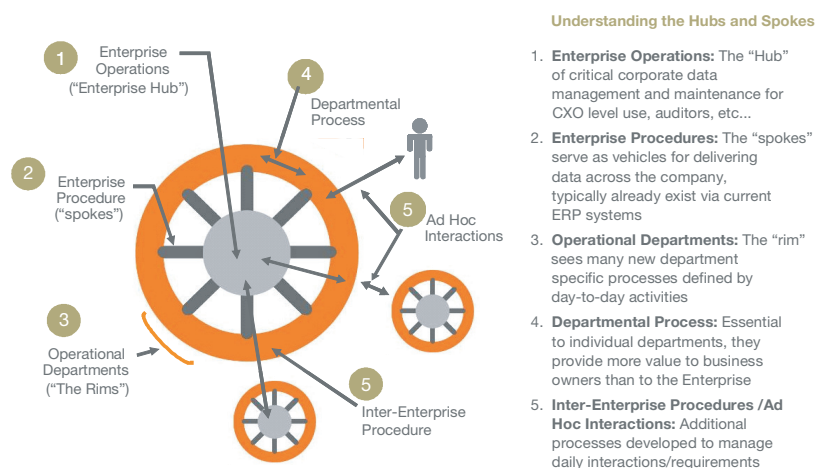 Understanding the Hubs and Spokes
1
Enterprise
Operations
(“Enterprise Hub”)
4
Departmental
Process
2
Enterprise
Procedure
(“spokes”)
5
Ad Hoc
Interactions
3
Operational
Departments
(“The Rims”)
5
Inter-Enterprise
Procedure
1. Enterprise Operations: The “Hub”
of critical corporate data
management and maintenance for
CXO level use, auditors, etc...
2. Enterprise Procedures: The “spokes”
serve as vehicles for delivering
data across the company,
typically already exist via current
ERP systems
3. Operational Departments: The “rim”
sees many new department
specific processes defined by
day-to-day activities
4. Departmental Process: Essential
to individual departments, they
provide more value to business
owners than to the Enterprise
5. Inter-Enterprise Procedures /Ad
Hoc Interactions: Additional
processes developed to manage
daily interactions/requirements